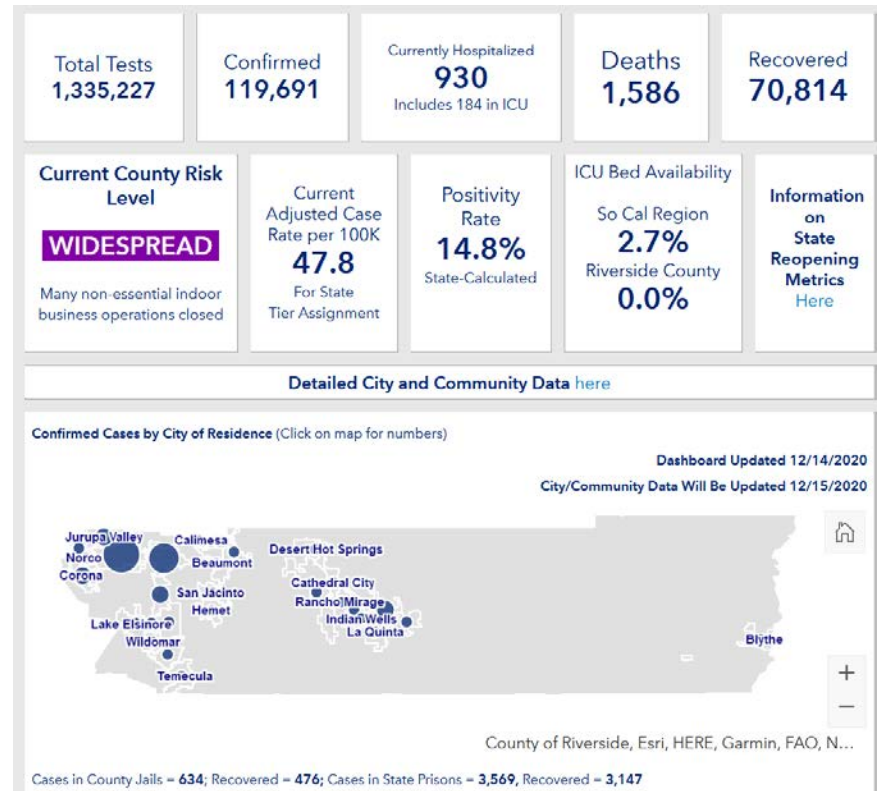 Total Tests
1,335,227
Confirmed
119,691
Currently Hospitalized
930
Includes 184 in ICU
Deaths
1,586
Recovered
70,814
Current County Risk
Level
WIDESPREAD
Many non-essential indoor
business operations closed
Current
Adjusted Case
Rate per 100K
47.8
For State
Tier Assignment
Positivity
Rate
14.8%
State-Calculated
ICU Bed Availability
So Cal Region
2.7%
Riverside County
0.0%
Information
on
State
Reopening
Metrics
Here
Detailed City and Community Data here
Confirmed Cases by City of Residence (Click on map for numbers)
Dashboard Updated 12/14/2020
City/Community Data Will Be Updated 12/15/2020
Jurupa Valley
Calimesa
Norco
Beaumont
Desert Hot Springs
Corona
Cathedral City
San Jacinto
Rancho Mirage
Hemet
Indian Wells
Lake Elsinore
La Quinta
Wildomar
Blythe
Temecula
+
−
County of Riverside, Esri, HERE, Garmin, FAO, N...
Cases in County Jails = 634; Recovered = 476; Cases in State Prisons = 3,569, Recovered = 3,147